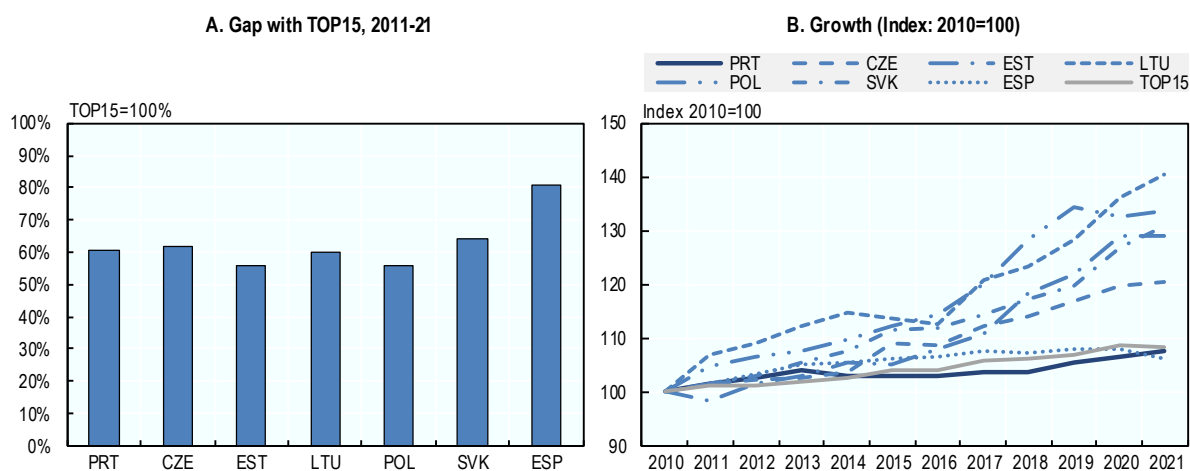 A. Gap with TOP15, 2011-21
TOP15=100%
100%
90%
80%
70%
60%
50%
40%
30%
20%
10%
0%
PRT CZE EST LTU POL SVK ESP
B. Growth (Index: 2010=100)
PRT CZE EST LTU
POL SVK ESP TOP15
Index 2010=100
150
140
130
120
110
100
90
2010 2011 2012 2013 2014 2015 2016 2017 2018 2019 2020 2021